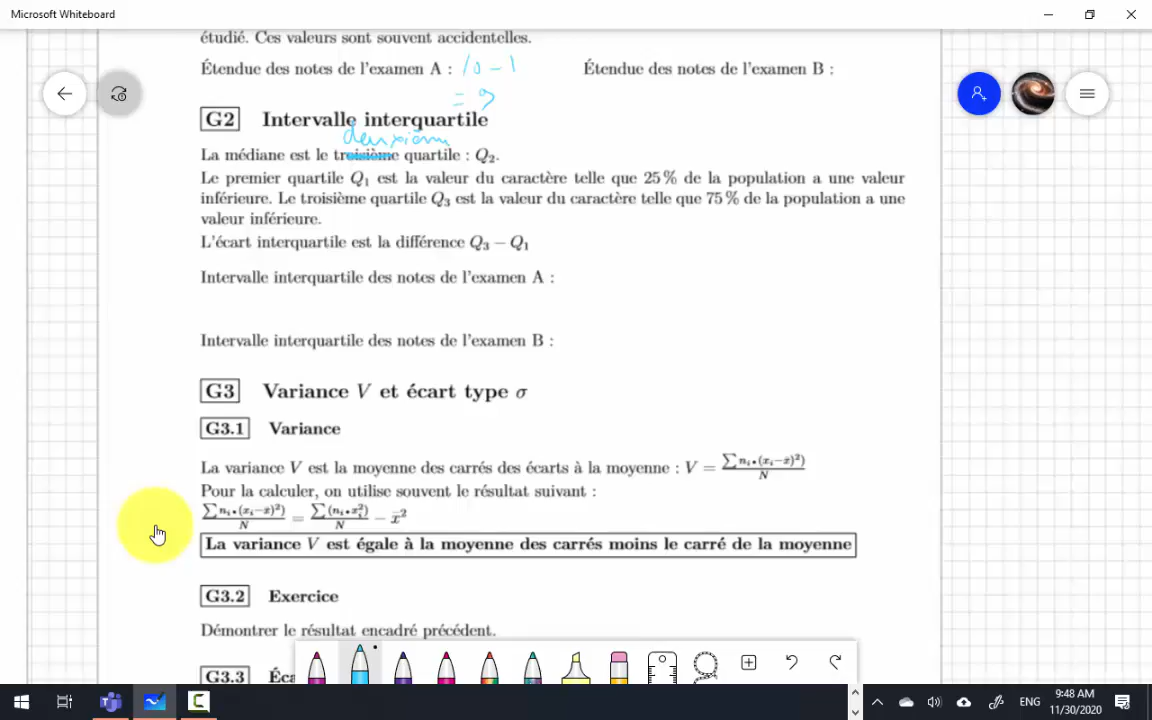 Microsoft Whiteboard
étudié. Ces valeurs sont souvent accidentelles.
Étendue des notes de l'examen A : 10 - 1
= 9
Étendue des notes de l'examen B :
G2 Intervalle interquartile
deuxième
La médiane est le troisième quartile : Q₂.
Le premier quartile Q₁ est la valeur du caractère telle que 25 % de la population a une valeur
inférieure. Le troisième quartile Q₃ est la valeur du caractère telle que 75 % de la population a une
valeur inférieure.
L'écart interquartile est la différence Q₃ − Q₁
Intervalle interquartile des notes de l'examen A :
Intervalle interquartile des notes de l'examen B :
G3 Variance V et écart type σ
G3.1 Variance
La variance V est la moyenne des carrés des écarts à la moyenne : V = ∑ nᵢ•(xᵢ−x̄)²) / N
Pour la calculer, on utilise souvent le résultat suivant :
∑ nᵢ•(xᵢ−x̄)²) / N = ∑(nᵢ•xᵢ²) / N − x̄²
La variance V est égale à la moyenne des carrés moins le carré de la moyenne
G3.2 Exercice
Démontrer le résultat encadré précédent.
G3.3 Éca
ENG
9:48 AM
11/30/2020